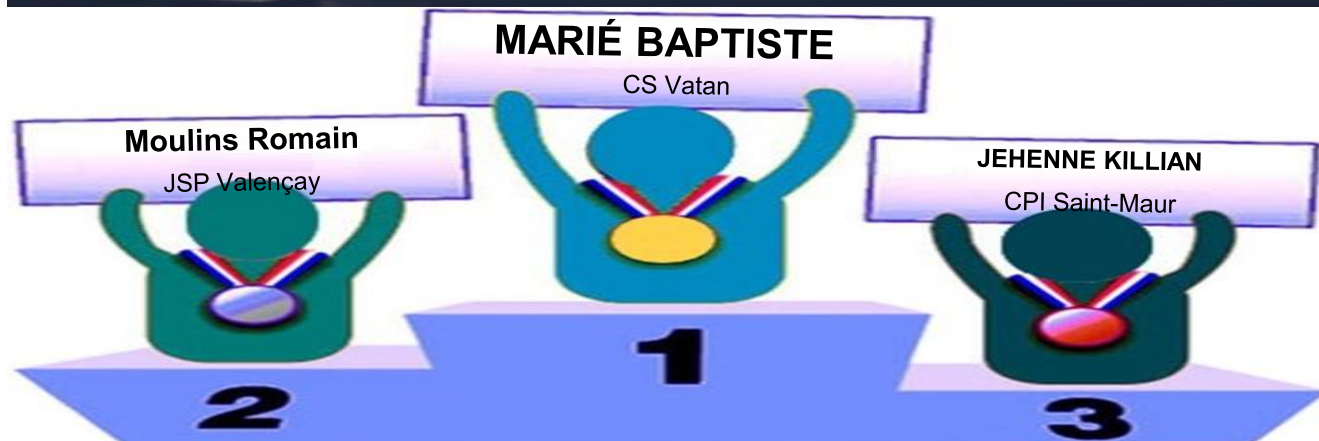 MARIÉ BAPTISTE
CS Vatan
Moulins Romain
JSP Valençay
JEHENNE KILLIAN
CPI Saint-Maur
1
2
3